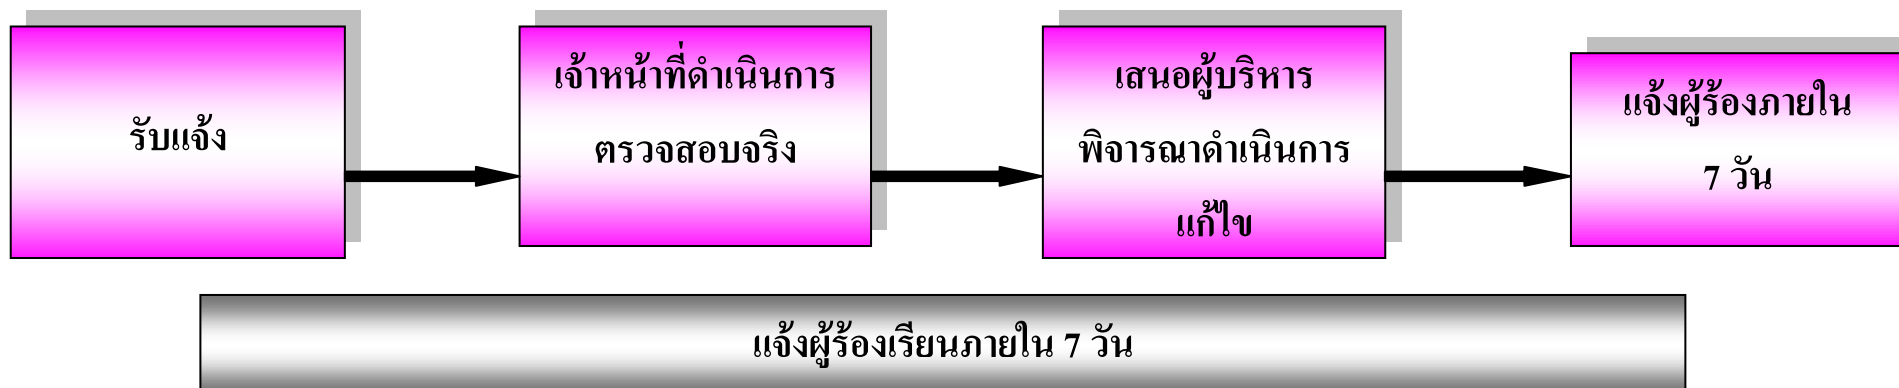 รับแจ้ง
เจ้าหน้าที่ดำเนินการ
ตรวจสอบจริง
เสนอผู้บริหาร
พิจารณาดำเนินการ
แก้ไข
แจ้งผู้ร้องภายใน
7 วัน
แจ้งผู้ร้องเรียนภายใน 7 วัน